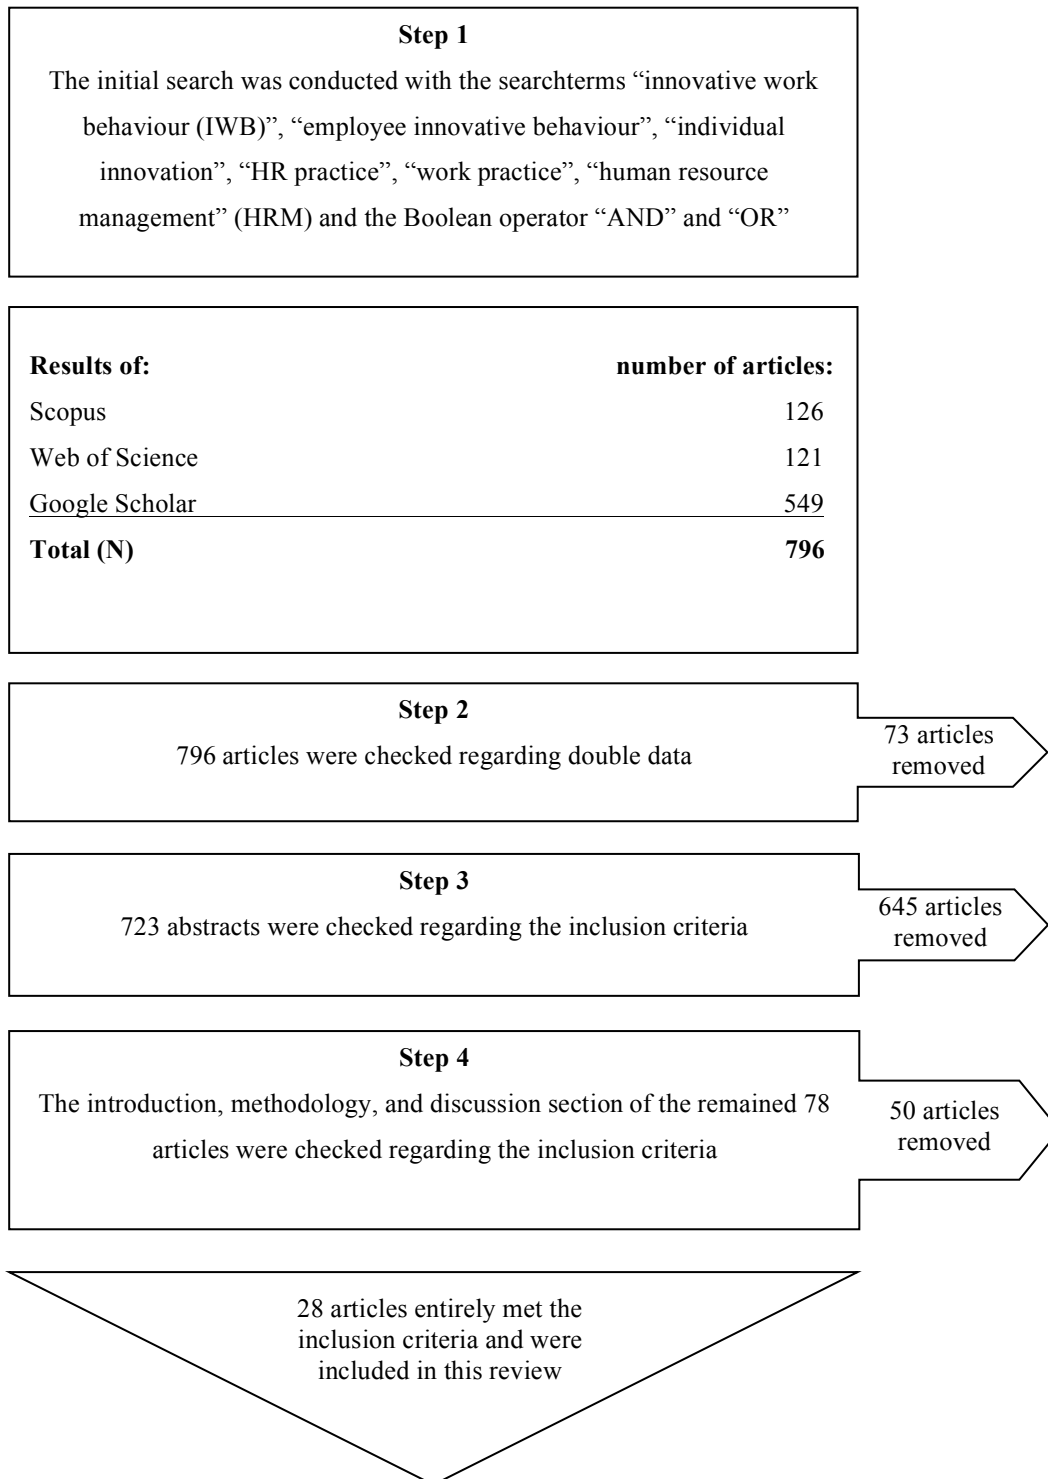 Step 1
The initial search was conducted with the searchterms “innovative work
behaviour (IWB)”, “employee innovative behaviour”, “individual
innovation”, “HR practice”, “work practice”, “human resource
management” (HRM) and the Boolean operator “AND” and “OR”
Results of: number of articles:
Scopus 126
Web of Science 121
Google Scholar 549
Total (N) 796
Step 2
796 articles were checked regarding double data
73 articles
removed
Step 3
723 abstracts were checked regarding the inclusion criteria
645 articles
removed
Step 4
The introduction, methodology, and discussion section of the remained 78
articles were checked regarding the inclusion criteria
50 articles
removed
28 articles entirely met the
inclusion criteria and were
included in this review